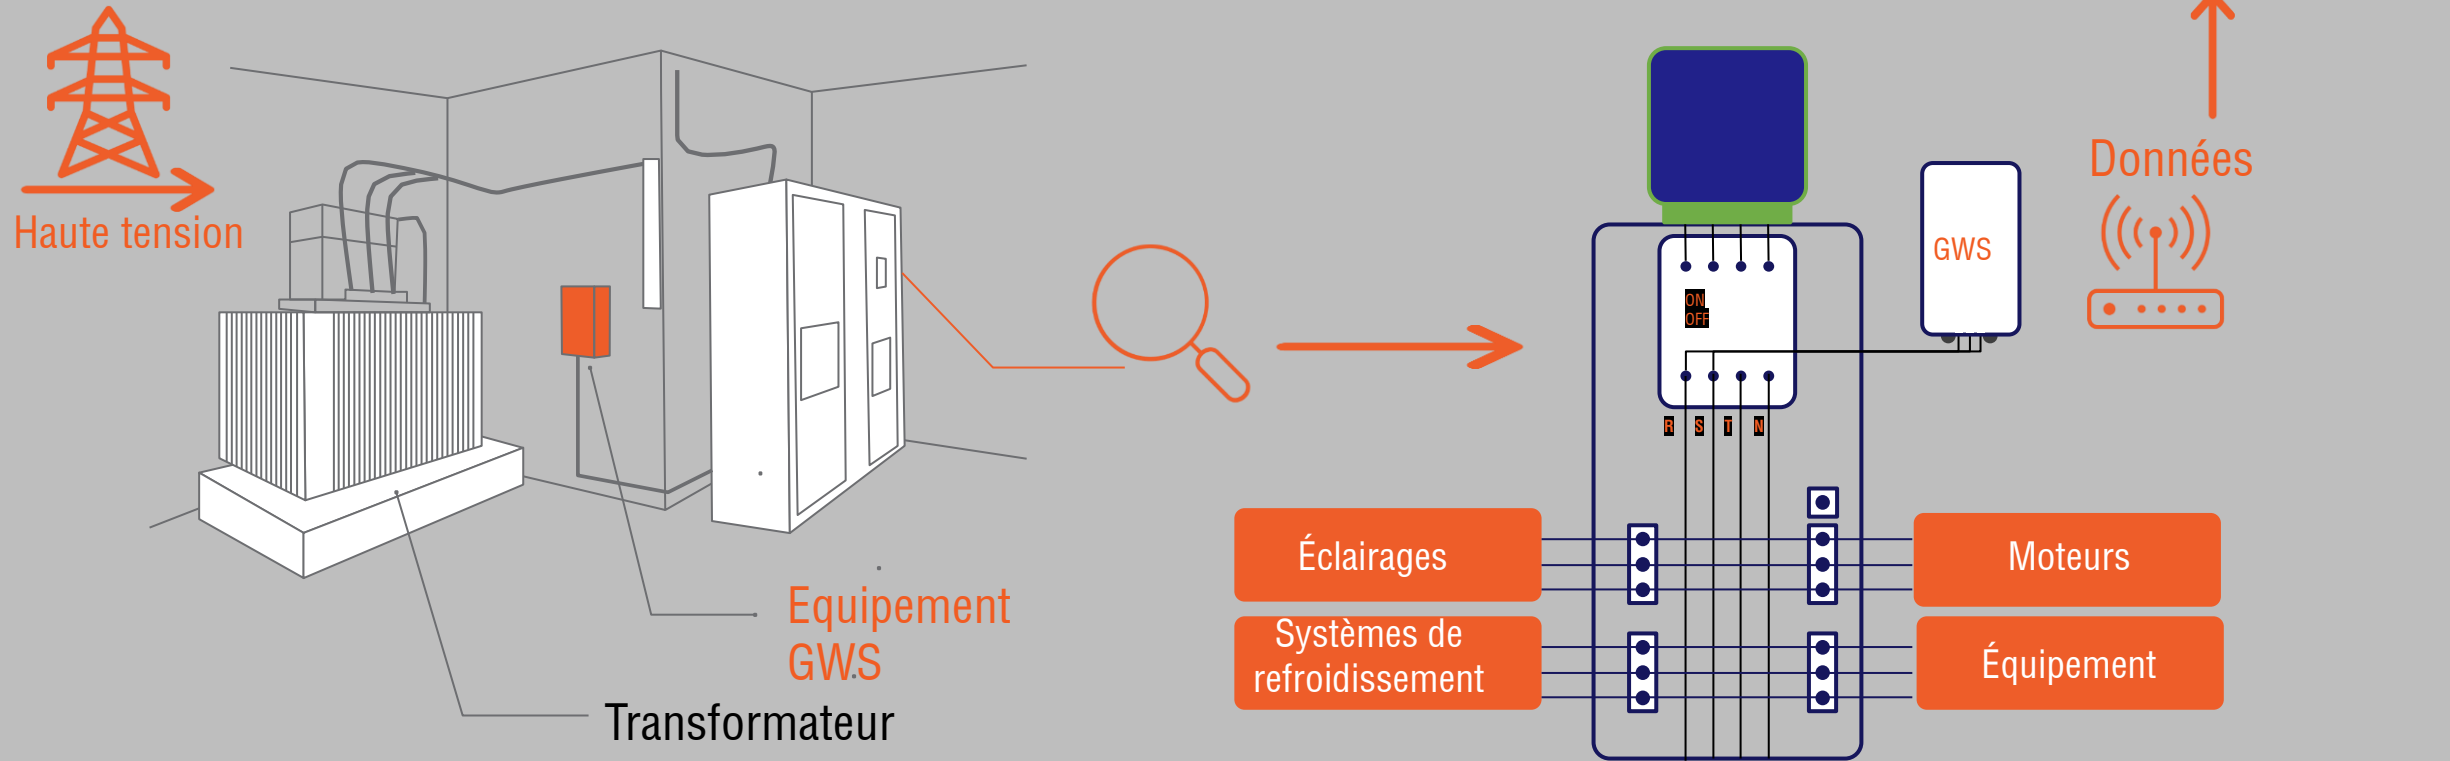 Haute tension
Equipement
GWS
Transformateur
ON
OFF
R S T N
GWS
Données
Éclairages
Systèmes de
refroidissement
Moteurs
Équipement